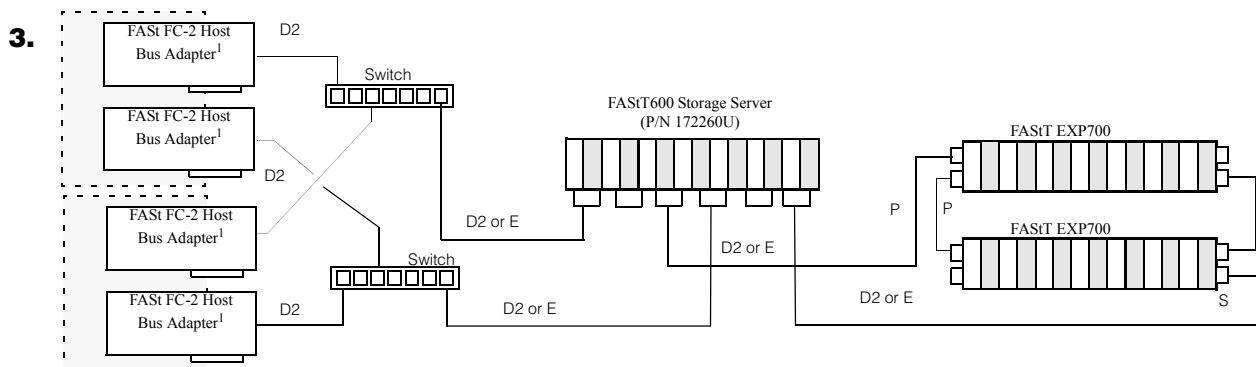 3.
FASt FC-2 Host
Bus Adapter1
D2
Switch
FASt FC-2 Host
Bus Adapter1
D2
FAStT600 Storage Server
(P/N 172260U)
FAStT EXP700
P
P
FASt FC-2 Host
Bus Adapter1
D2 or E
D2 or E
FAStT EXP700
Switch
FASt FC-2 Host
Bus Adapter1
D2
D2 or E
D2 or E
S